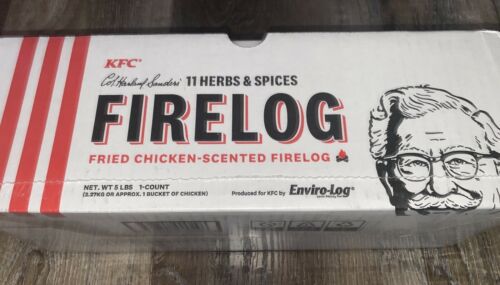 KFC®
Col Harland Sanders' 11 HERBS & SPICES
FIRELOG
FRIED CHICKEN-SCENTED FIRELOG
NET. WT 5 LBS 1-COUNT
(2.27KG OR APPROX. 1 BUCKET OF CHICKEN)
Produced for KFC by Enviro-Log®